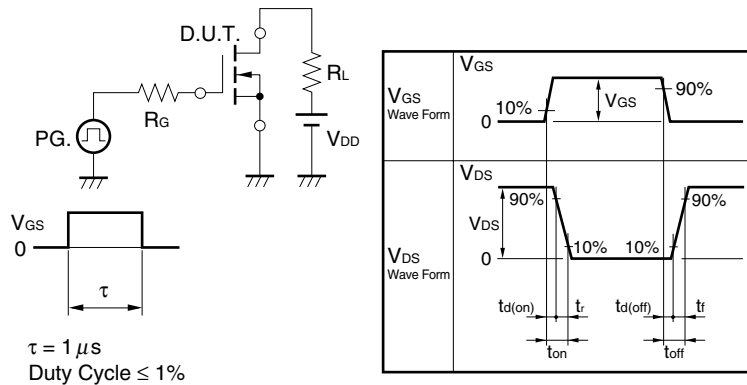 D.U.T.
RL
RG
PG.
VDD
VGS
0
τ
τ = 1 μs
Duty Cycle ≤ 1%
VGS
Wave Form
VGS
10%
VGS
90%
0
VDS
Wave Form
VDS
90%
VDS
90%
10%
10%
0
td(on)
tr
td(off)
tf
ton
toff